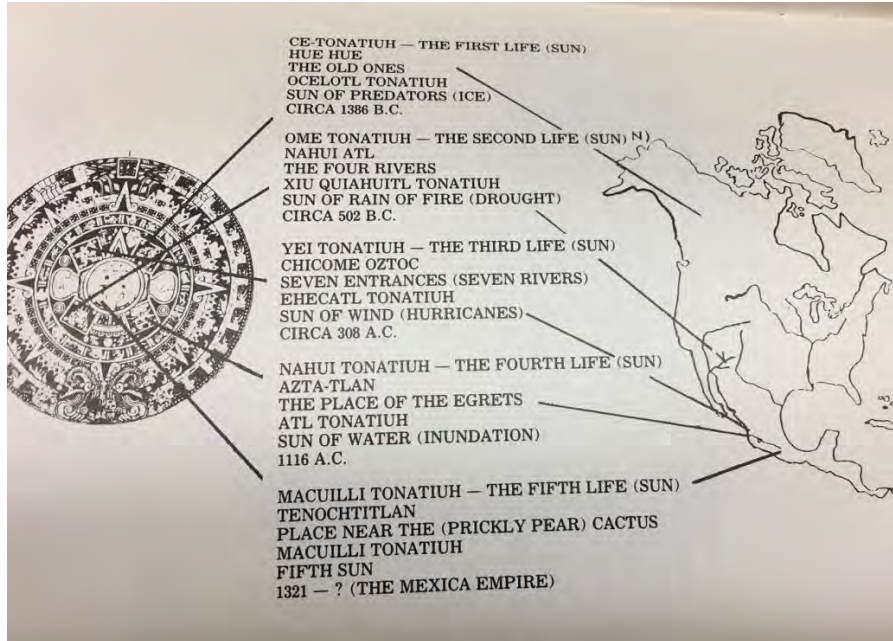 CE-TONATIUH — THE FIRST LIFE (SUN)
HUE HUE
THE OLD ONES
OCELOTL TONATIUH
SUN OF PREDATORS (ICE)
CIRCA 1386 B.C.
OME TONATIUH — THE SECOND LIFE (SUN) N)
NAHUI ATL
THE FOUR RIVERS
XIU QUIAHUITL TONATIUH
SUN OF RAIN OF FIRE (DROUGHT)
CIRCA 502 B.C.
YEI TONATIUH — THE THIRD LIFE (SUN)
CHICOME OZTOC
SEVEN ENTRANCES (SEVEN RIVERS)
EHECATL TONATIUH
SUN OF WIND (HURRICANES)
CIRCA 308 A.C.
NAHUI TONATIUH — THE FOURTH LIFE (SUN)
AZTA-TLAN
THE PLACE OF THE EGRETS
ATL TONATIUH
SUN OF WATER (INUNDATION)
1116 A.C.
MACUILLI TONATIUH — THE FIFTH LIFE (SUN)
TENOCHTITLAN
PLACE NEAR THE (PRICKLY PEAR) CACTUS
MACUILLI TONATIUH
FIFTH SUN
1321 — ? (THE MEXICA EMPIRE)